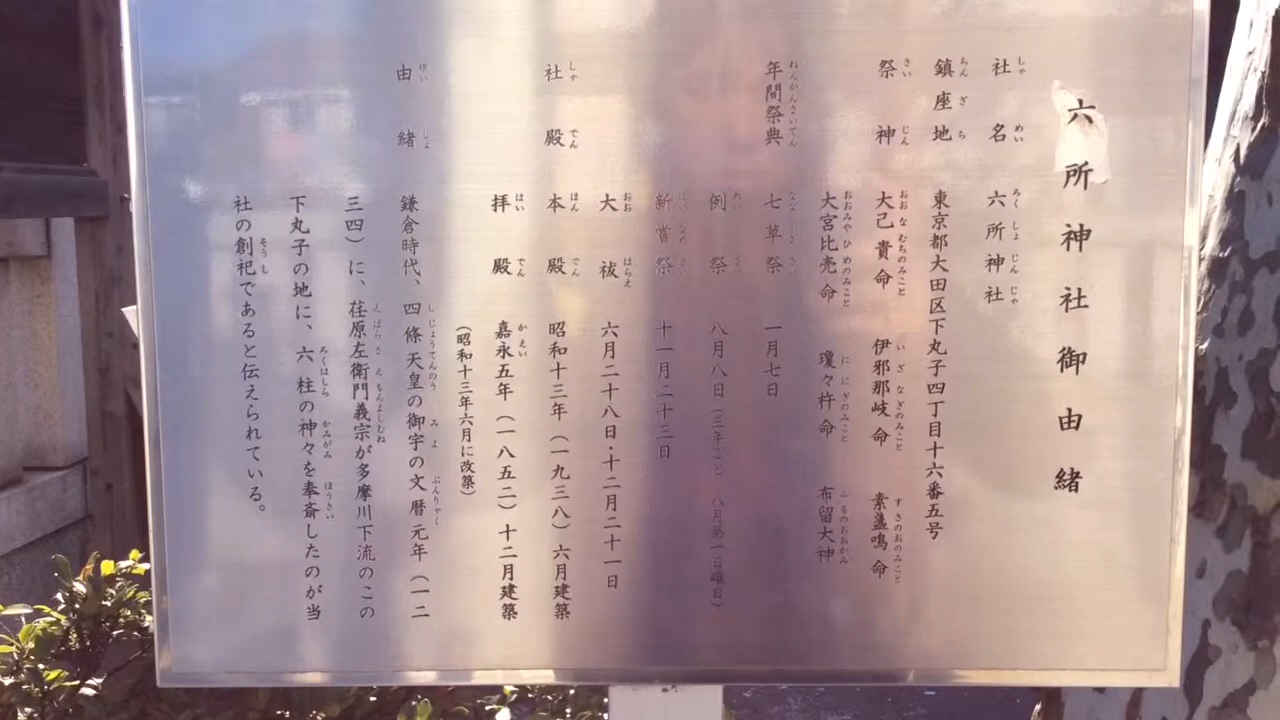 六所神社御由緒
社名 六所神社
鎮座地 東京都大田区下丸子四丁目十六番五号
祭神 大己貴命 伊邪那岐命 素盞嗚命
大宮比売命 瓊々杵命 布留大神
年間祭典 七草祭 一月七日
例祭 八月八日(三年ごと 八月第一日曜日)
新嘗祭 十一月二十三日
大祓 六月二十八日・十二月二十一日
社殿 本殿 昭和十三年(一九三八)六月建築
拝殿 嘉永五年(一八五二)十二月建築
(昭和十三年六月に改築)
由緒 鎌倉時代、四條天皇の御宇の文暦元年(一二
三四)に、荏原左衛門義宗が多摩川下流のこの
下丸子の地に、六柱の神々を奉斎したのが当
社の創祀であると伝えられている。